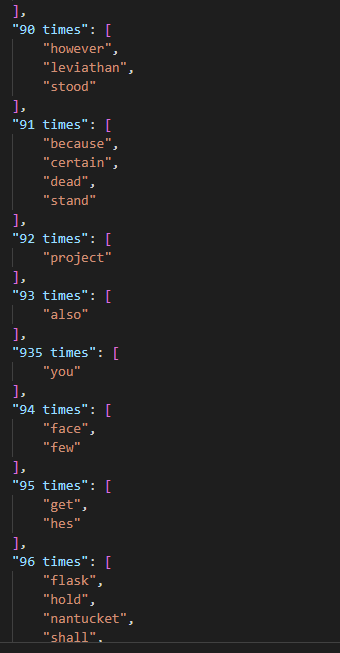 ],
"90 times": [
"however",
"leviathan",
"stood"
],
"91 times": [
"because",
"certain",
"dead",
"stand"
],
"92 times": [
"project"
],
"93 times": [
"also"
],
"935 times": [
"you"
],
"94 times": [
"face",
"few"
],
"95 times": [
"get",
"hes"
],
"96 times": [
"flask",
"hold",
"nantucket",
"shall",